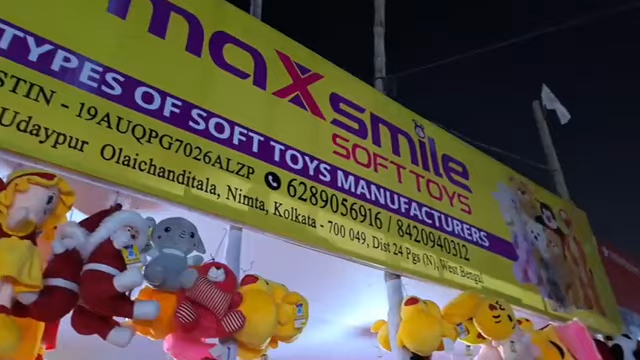 maxsmile
SOFT TOYS
TYPES OF SOFT TOYS MANUFACTURERS
STIN - 19AUQPG7026ALZP 6289056916 / 8420940312
Udaypur Olaichanditala, Nimta, Kolkata - 700 049, Dist 24 Pgs (N), West Bengal